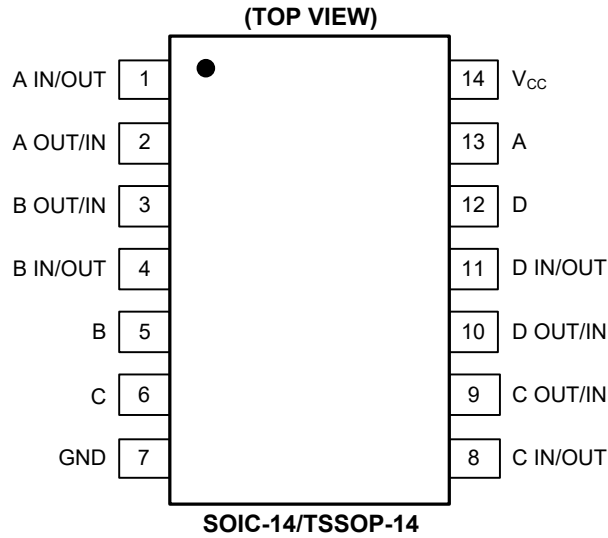 (TOP VIEW)
A IN/OUT 1
A OUT/IN 2
B OUT/IN 3
B IN/OUT 4
B 5
C 6
GND 7
14 VCC
13 A
12 D
11 D IN/OUT
10 D OUT/IN
9 C OUT/IN
8 C IN/OUT
SOIC-14/TSSOP-14